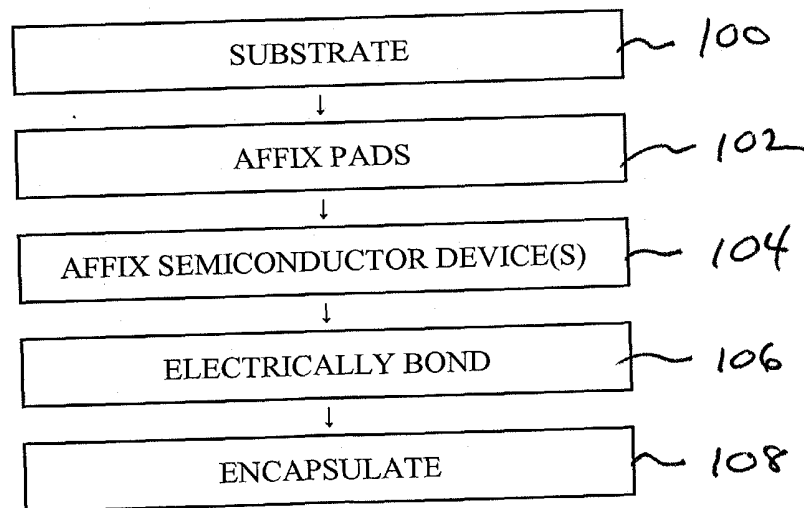 SUBSTRATE 100
↓
AFFIX PADS 102
↓
AFFIX SEMICONDUCTOR DEVICE(S) 104
↓
ELECTRICALLY BOND 106
↓
ENCAPSULATE 108